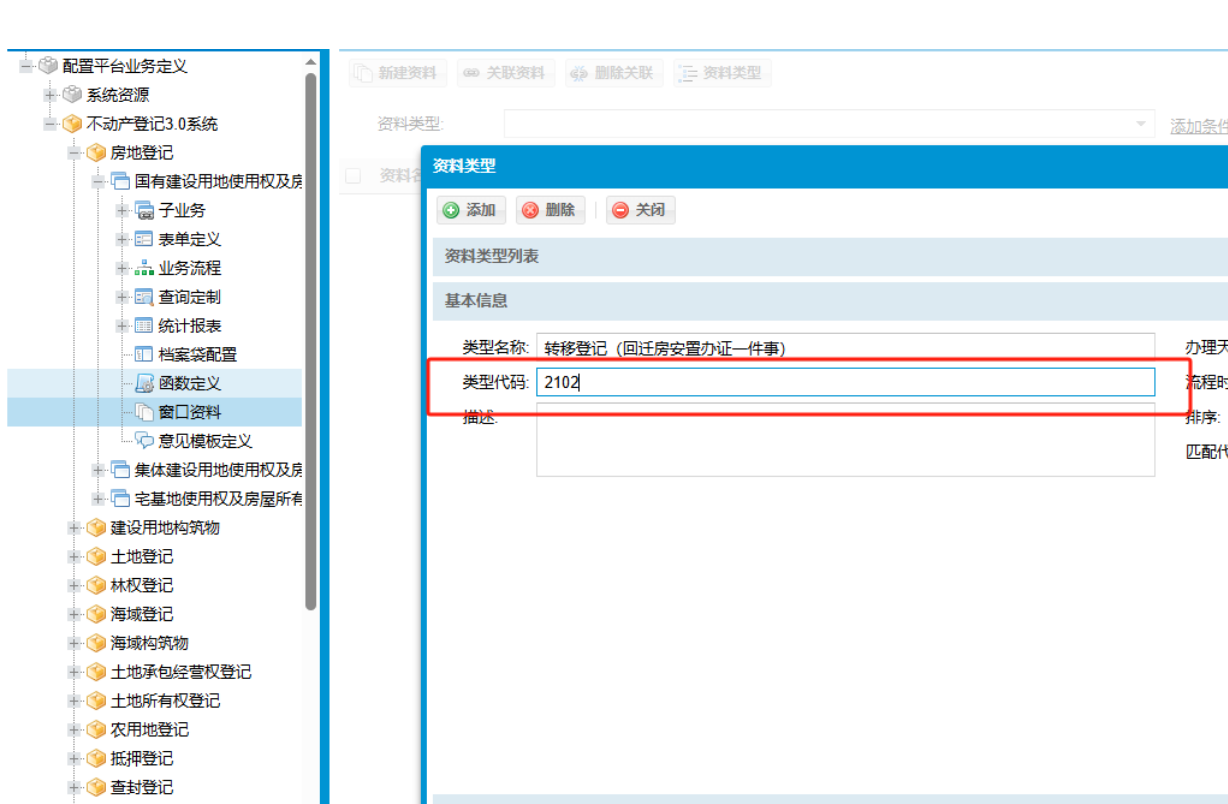 配置平台业务定义
系统资源
不动产登记3.0系统
房地登记
国有建设用地使用权及房
子业务
表单定义
业务流程
查询定制
统计报表
档案袋配置
函数定义
窗口资料
意见模板定义
集体建设用地使用权及房
宅基地使用权及房屋所有
建设用地构筑物
土地登记
林权登记
海域登记
海域构筑物
土地承包经营权登记
土地所有权登记
农用地登记
抵押登记
查封登记
新建资料 关联资料 删除关联 资料类型
资料类型: 添加条件
资料名
资料类型
添加 删除 关闭
资料类型列表
基本信息
类型名称: 转移登记（回迁房安置办证一件事） 办理天
类型代码: 2102 流程时
描述: 排序:
匹配代